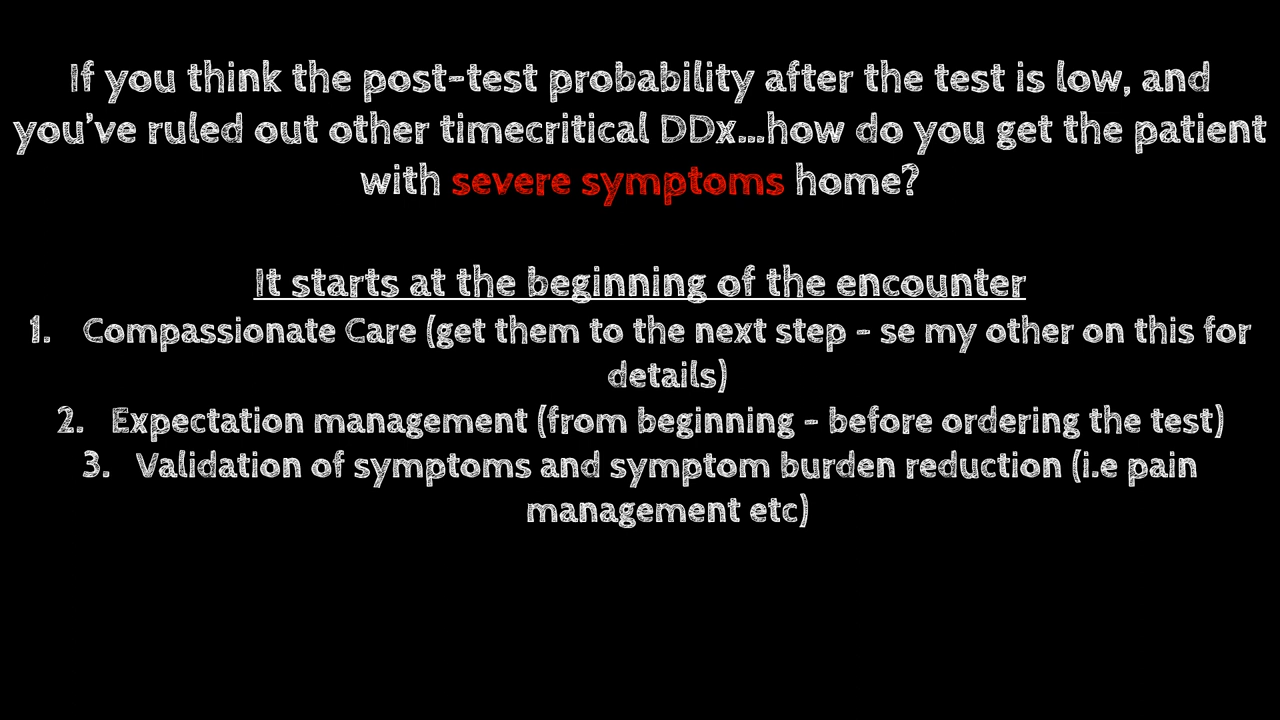 If you think the post-test probability after the test is low, and
you've ruled out other timecritical DDx...how do you get the patient
with severe symptoms home?
It starts at the beginning of the encounter
1. Compassionate Care (get them to the next step - se my other on this for
details)
2. Expectation management (from beginning - before ordering the test)
3. Validation of symptoms and symptom burden reduction (i.e pain
management etc)